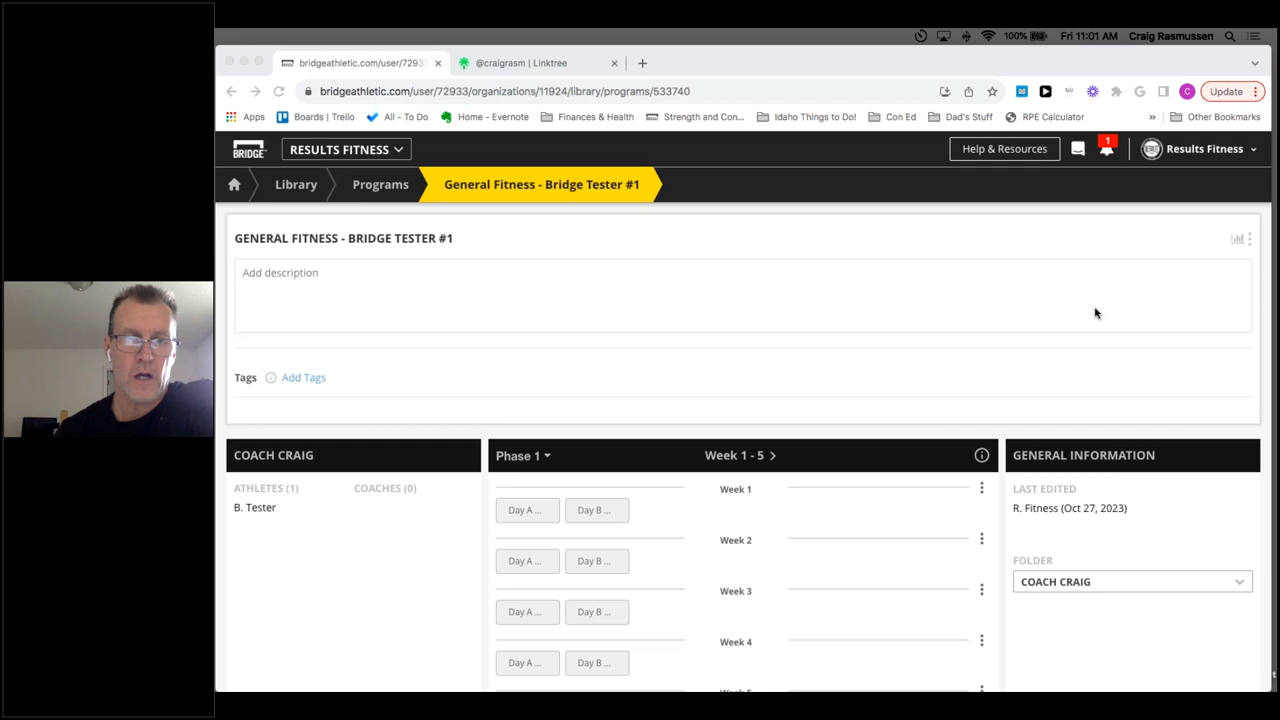 100% Fri 11:01 AM Craig Rasmussen
bridgeathletic.com/user/7293 @craigrasm | Linktree
bridgeathletic.com/user/72933/organizations/11924/library/programs/533740 C Update
Apps Boards | Trello All - To Do Home - Evernote Finances & Health Strength and Con... Idaho Things to Do! Con Ed Dad's Stuff RPE Calculator » Other Bookmarks
BRIDGE RESULTS FITNESS Help & Resources 1 Results Fitness
Library Programs General Fitness - Bridge Tester #1
GENERAL FITNESS - BRIDGE TESTER #1
Add description
Tags Add Tags
COACH CRAIG Phase 1 Week 1 - 5 GENERAL INFORMATION
ATHLETES (1) COACHES (0) Week 1 LAST EDITED
B. Tester Day A ... Day B ... R. Fitness (Oct 27, 2023)
Week 2
Day A ... Day B ... FOLDER
COACH CRAIG
Week 3
Day A ... Day B ...
Week 4
Day A ... Day B ...